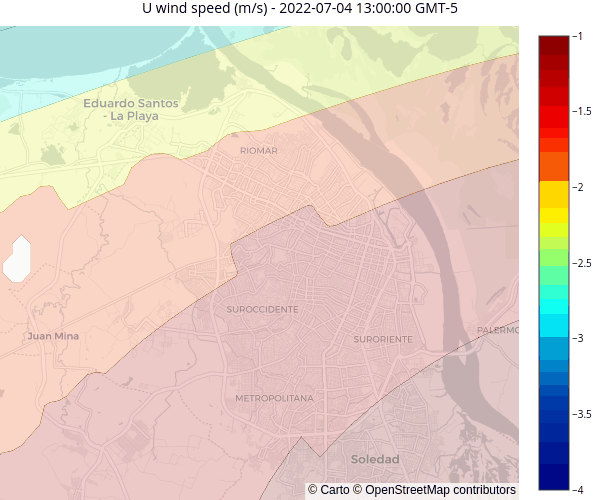 U wind speed (m/s) - 2022-07-04 13:00:00 GMT-5
Eduardo Santos
- La Playa
RIOMAR
SUROCCIDENTE
Juan Mina
SURORIENTE
PALERMO
METROPOLITANA
Soledad
© Carto © OpenStreetMap contributors
−1
−1.5
−2
−2.5
−3
−3.5
−4